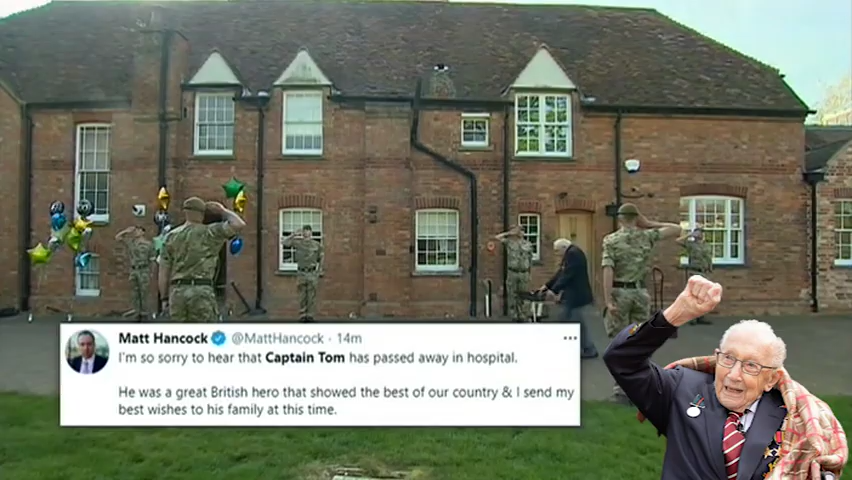 Matt Hancock @MattHancock · 14m
I'm so sorry to hear that Captain Tom has passed away in hospital.
He was a great British hero that showed the best of our country & I send my
best wishes to his family at this time.